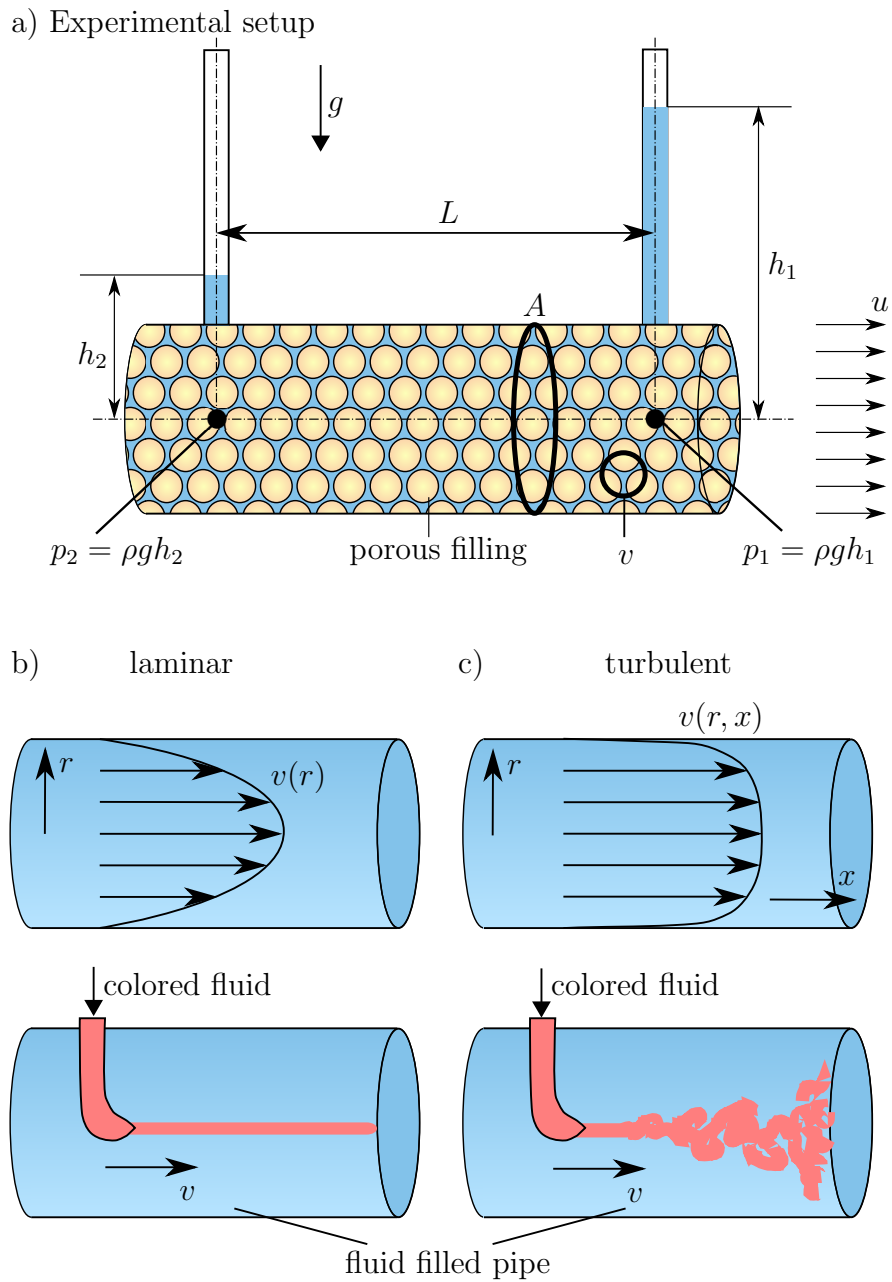 a) Experimental setup
g
L
h₁
A
u
h₂
p₂ = ρgh₂
porous filling
v
p₁ = ρgh₁
b) laminar
c) turbulent
v(r, x)
r
v(r)
r
x
colored fluid
colored fluid
v
v
fluid filled pipe